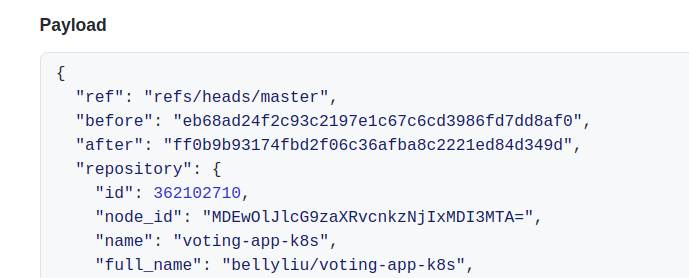 Payload
{
"ref": "refs/heads/master",
"before": "eb68ad24f2c93c2197e1c67c6cd3986fd7dd8af0",
"after": "ff0b9b93174fbd2f06c36afba8c2221ed84d349d",
"repository": {
"id": 362102710,
"node_id": "MDEwOlJlcG9zaXRvcnkzNjIxMDI3MTA=",
"name": "voting-app-k8s",
"full_name": "bellyliu/voting-app-k8s",